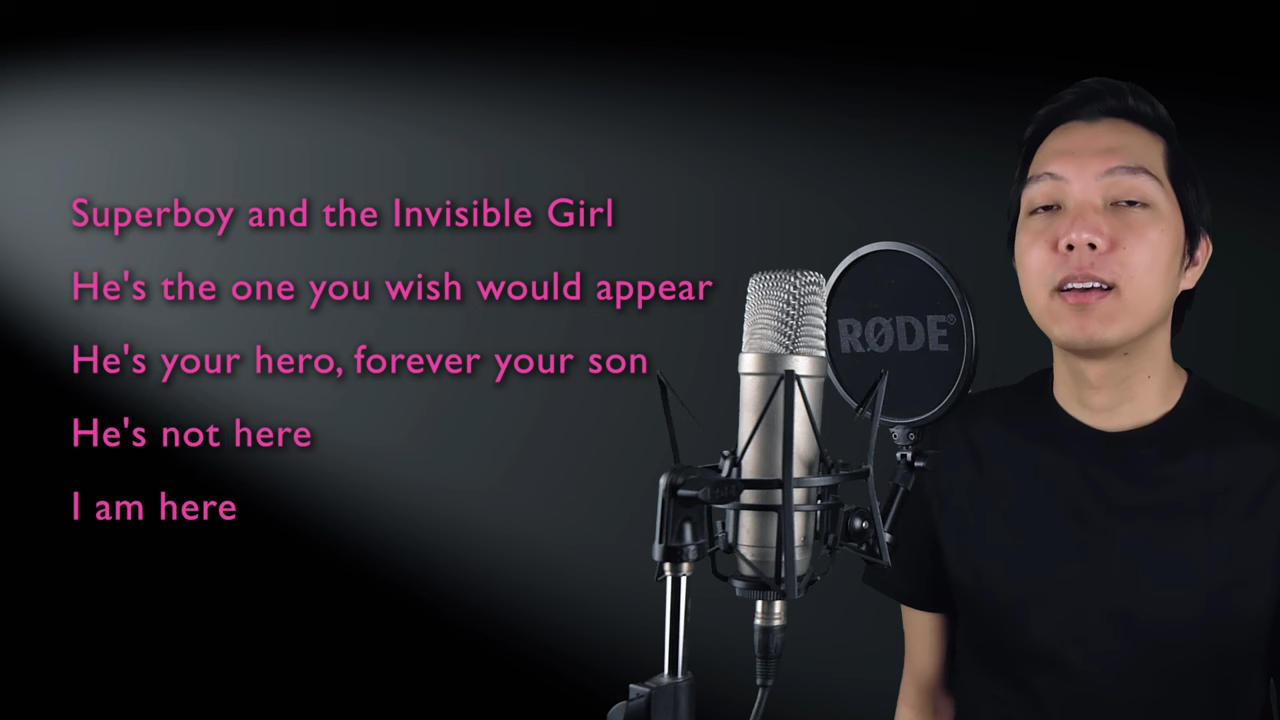 Superboy and the Invisible Girl
He's the one you wish would appear
He's your hero, forever your son
He's not here
I am here
RØDE®